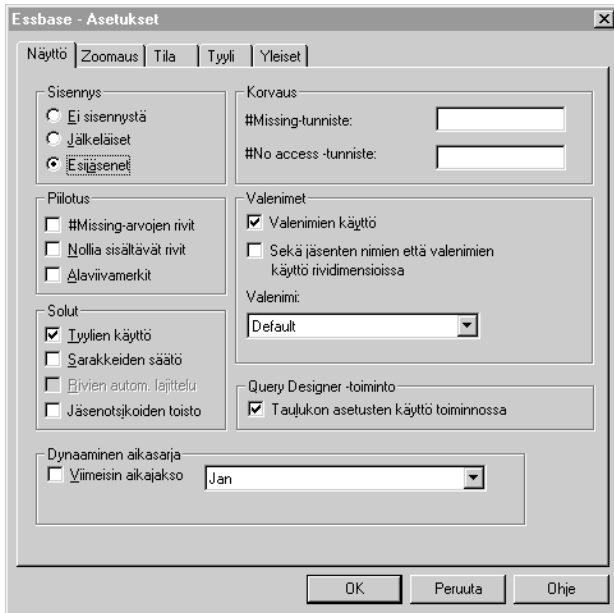 Essbase - Asetukset
Näyttö
Zoomaus
Tila
Tyyli
Yleiset
Sisennys
Ei sisennystä
Jälkeläiset
Esijäsenet
Korvaus
#Missing-tunniste:
#No access -tunniste:
Piilotus
#Missing-arvojen rivit
Nollia sisältävät rivit
Alaviivamerkit
Valenimet
Valenimien käyttö
Sekä jäsenten nimien että valenimien
käyttö rividimensioissa
Valenimi:
Default
Solut
Tyylien käyttö
Sarakkeiden säätö
Rivien autom. lajittelu
Jäsenotsikoiden toisto
Query Designer -toiminto
Taulukon asetusten käyttö toiminnossa
Dynaaminen aikasarja
Viimeisin aikajakso
Jan
OK
Peruuta
Ohje